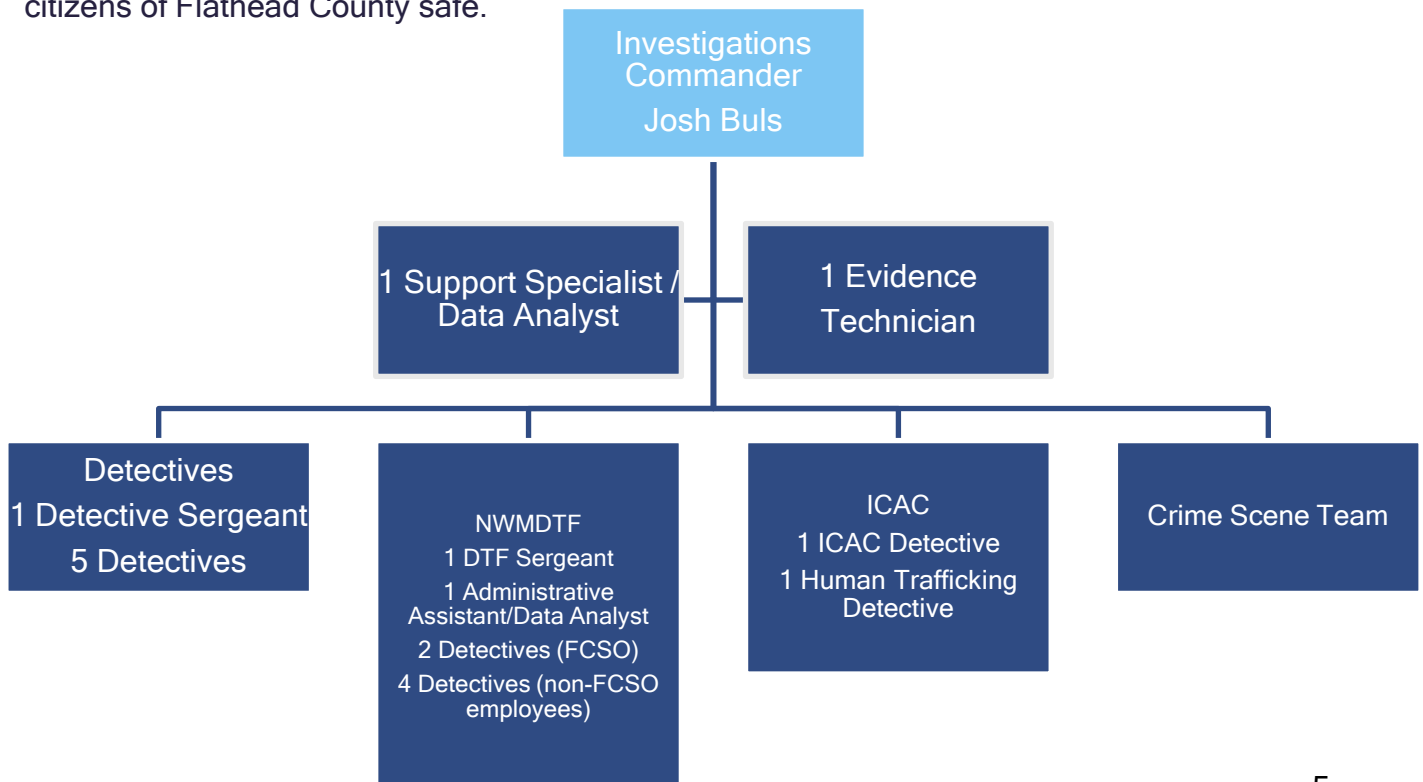 citizens of Flathead County safe.
Investigations
Commander
Josh Buls
1 Support Specialist /
Data Analyst
1 Evidence
Technician
Detectives
1 Detective Sergeant
5 Detectives
NWMDTF
1 DTF Sergeant
1 Administrative
Assistant/Data Analyst
2 Detectives (FCSO)
4 Detectives (non-FCSO
employees)
ICAC
1 ICAC Detective
1 Human Trafficking
Detective
Crime Scene Team